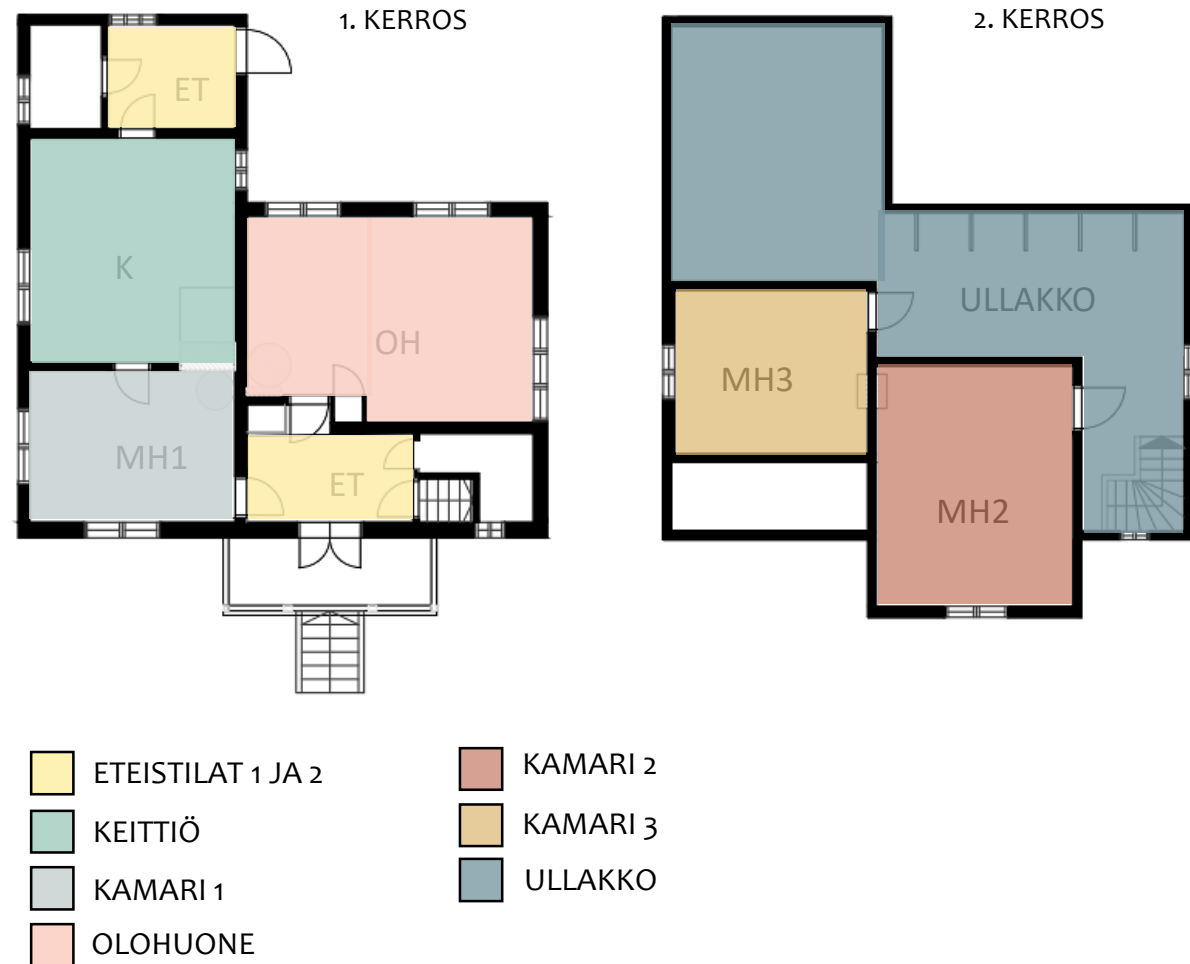 1. KERROS
2. KERROS
ET
K
OH
MH1
ET
ULLAKKO
MH3
MH2
ETEISTILAT 1 JA 2
KEITTIÖ
KAMARI 1
OLOHUONE
KAMARI 2
KAMARI 3
ULLAKKO